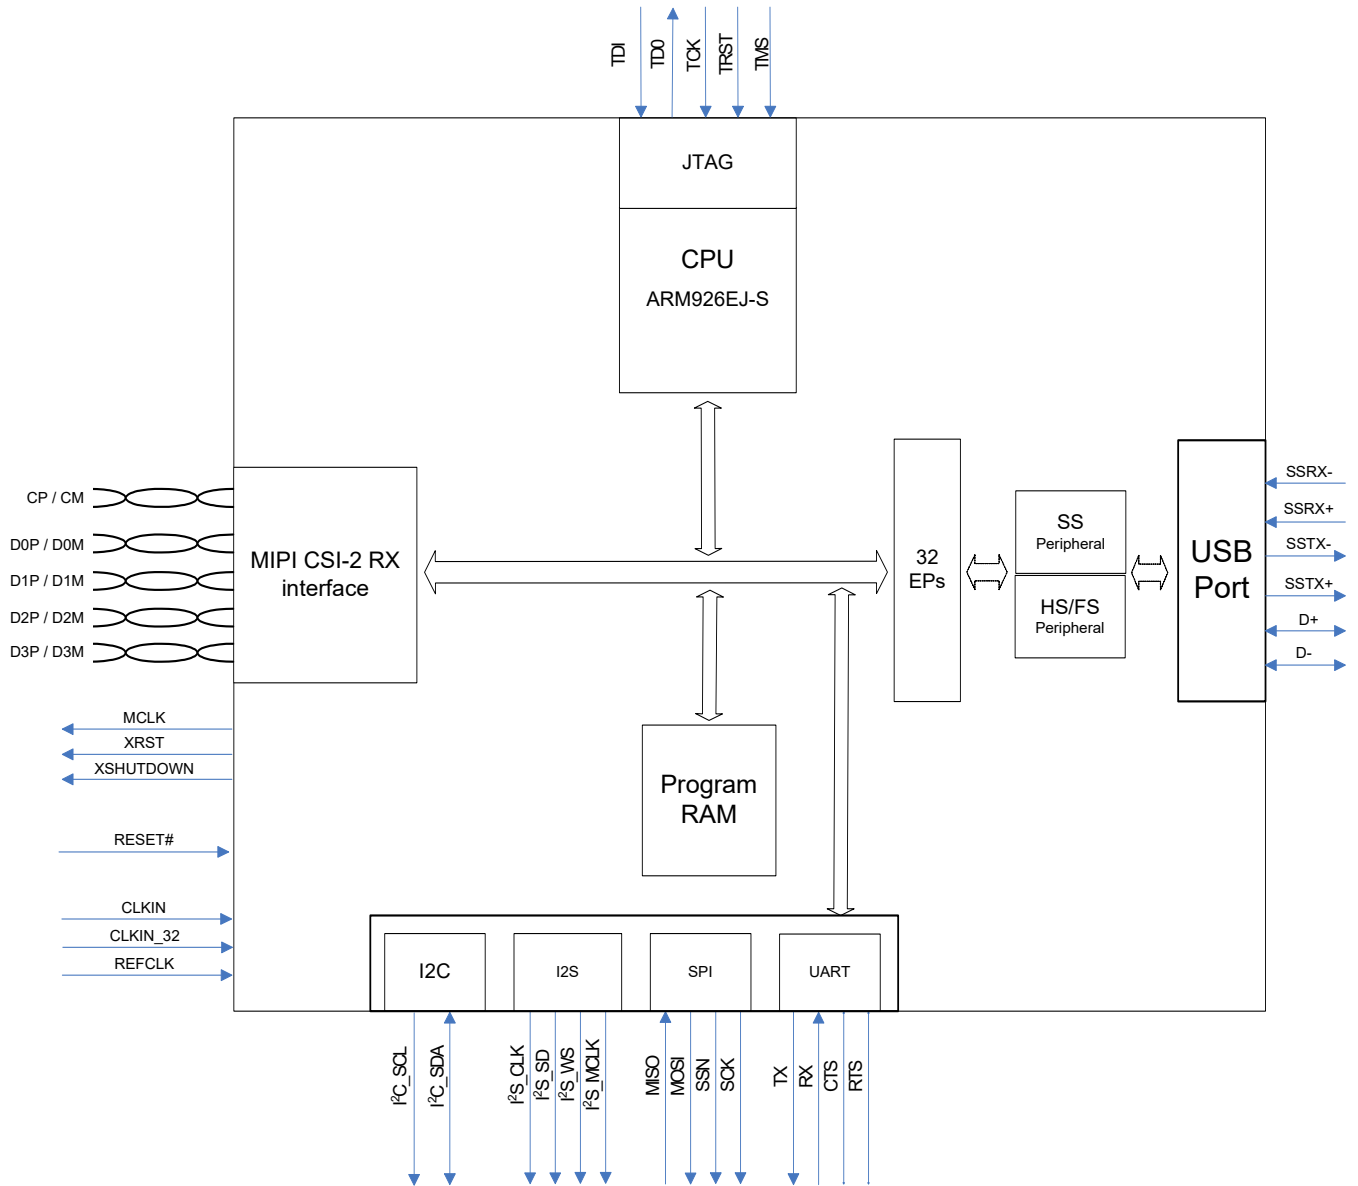 TDI
TD0
TCK
TRST
TMS
JTAG
CPU
ARM926EJ-S
CP / CM
D0P / D0M
D1P / D1M
D2P / D2M
D3P / D3M
MIPI CSI-2 RX
interface
32
EPs
SS
Peripheral
HS/FS
Peripheral
USB
Port
SSRX-
SSRX+
SSTX-
SSTX+
D+
D-
MCLK
XRST
XSHUTDOWN
RESET#
CLKIN
CLKIN_32
REFCLK
Program
RAM
I2C
I2S
SPI
UART
I²C_SCL
I²C_SDA
I²S_CLK
I²S_SD
I²S_WS
I²S_MCLK
MISO
MOSI
SSN
SCK
TX
RX
CTS
RTS